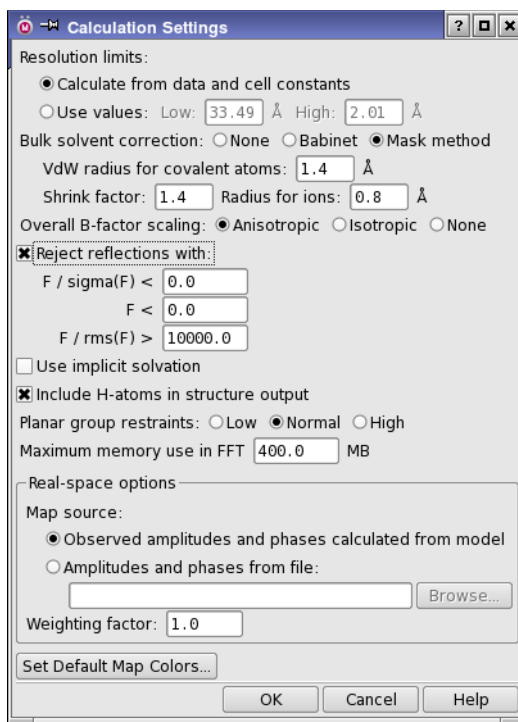 Calculation Settings
Resolution limits:
Calculate from data and cell constants
Use values: Low: 33.49 Å High: 2.01 Å
Bulk solvent correction: None Babinet Mask method
VdW radius for covalent atoms: 1.4 Å
Shrink factor: 1.4 Radius for ions: 0.8 Å
Overall B-factor scaling: Anisotropic Isotropic None
Reject reflections with:
F / sigma(F) < 0.0
F < 0.0
F / rms(F) > 10000.0
Use implicit solvation
Include H-atoms in structure output
Planar group restraints: Low Normal High
Maximum memory use in FFT 400.0 MB
Real-space options
Map source:
Observed amplitudes and phases calculated from model
Amplitudes and phases from file:
Browse...
Weighting factor: 1.0
Set Default Map Colors...
OK Cancel Help